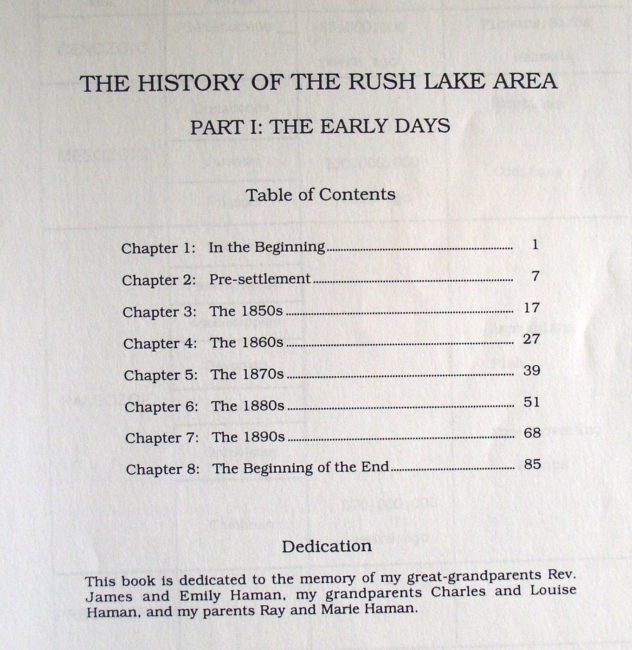 THE HISTORY OF THE RUSH LAKE AREA
PART I: THE EARLY DAYS
Table of Contents
Chapter 1: In the Beginning 1
Chapter 2: Pre-settlement 7
Chapter 3: The 1850s 17
Chapter 4: The 1860s 27
Chapter 5: The 1870s 39
Chapter 6: The 1880s 51
Chapter 7: The 1890s 68
Chapter 8: The Beginning of the End 85
Dedication
This book is dedicated to the memory of my great-grandparents Rev.
James and Emily Haman, my grandparents Charles and Louise
Haman, and my parents Ray and Marie Haman.